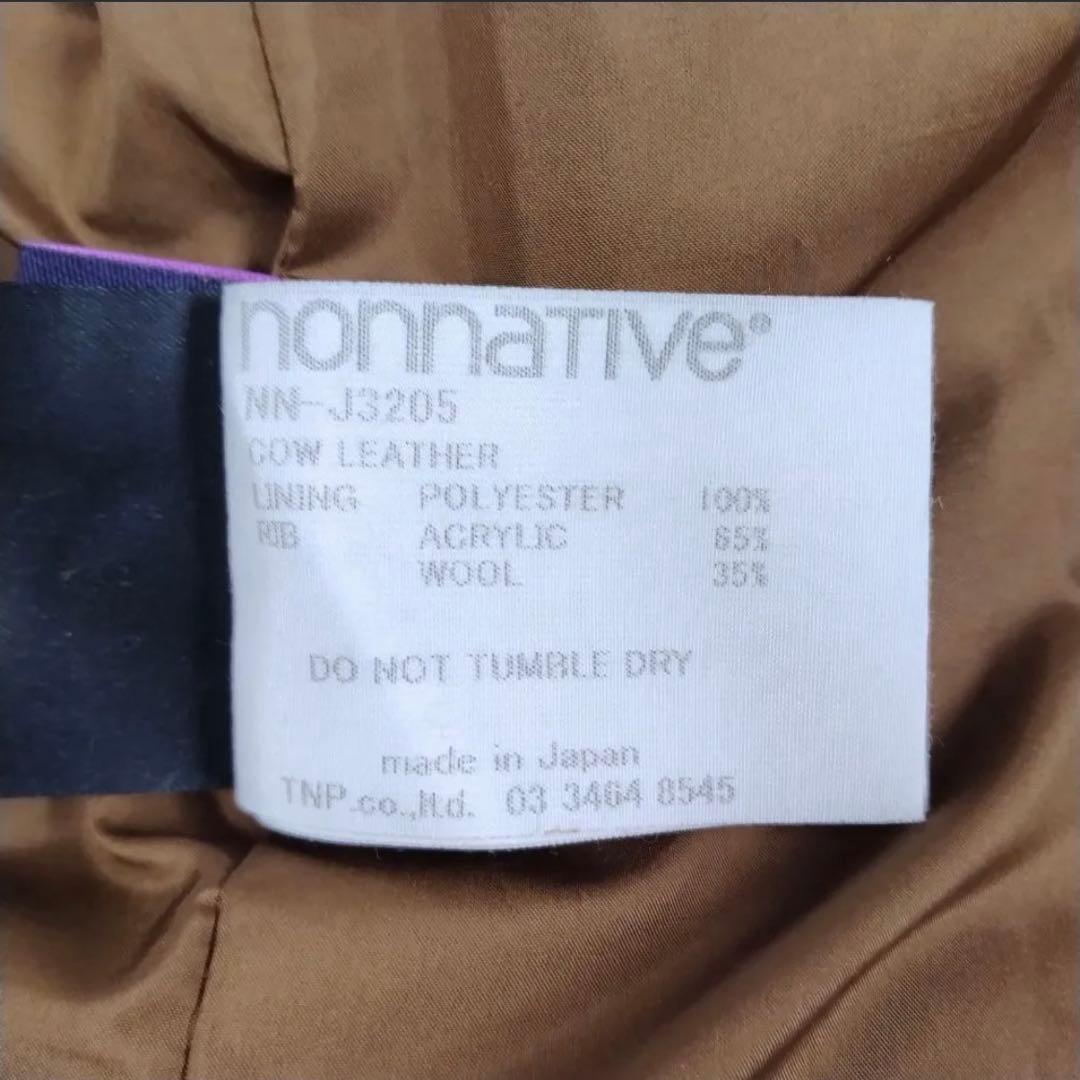 nonnaTIVe®
NN-J3205
COW LEATHER
LINING POLYESTER 100%
RIB ACRYLIC 65%
WOOL 35%
DO NOT TUMBLE DRY
made in Japan
TNP.co.,ltd. 03 3464 8545